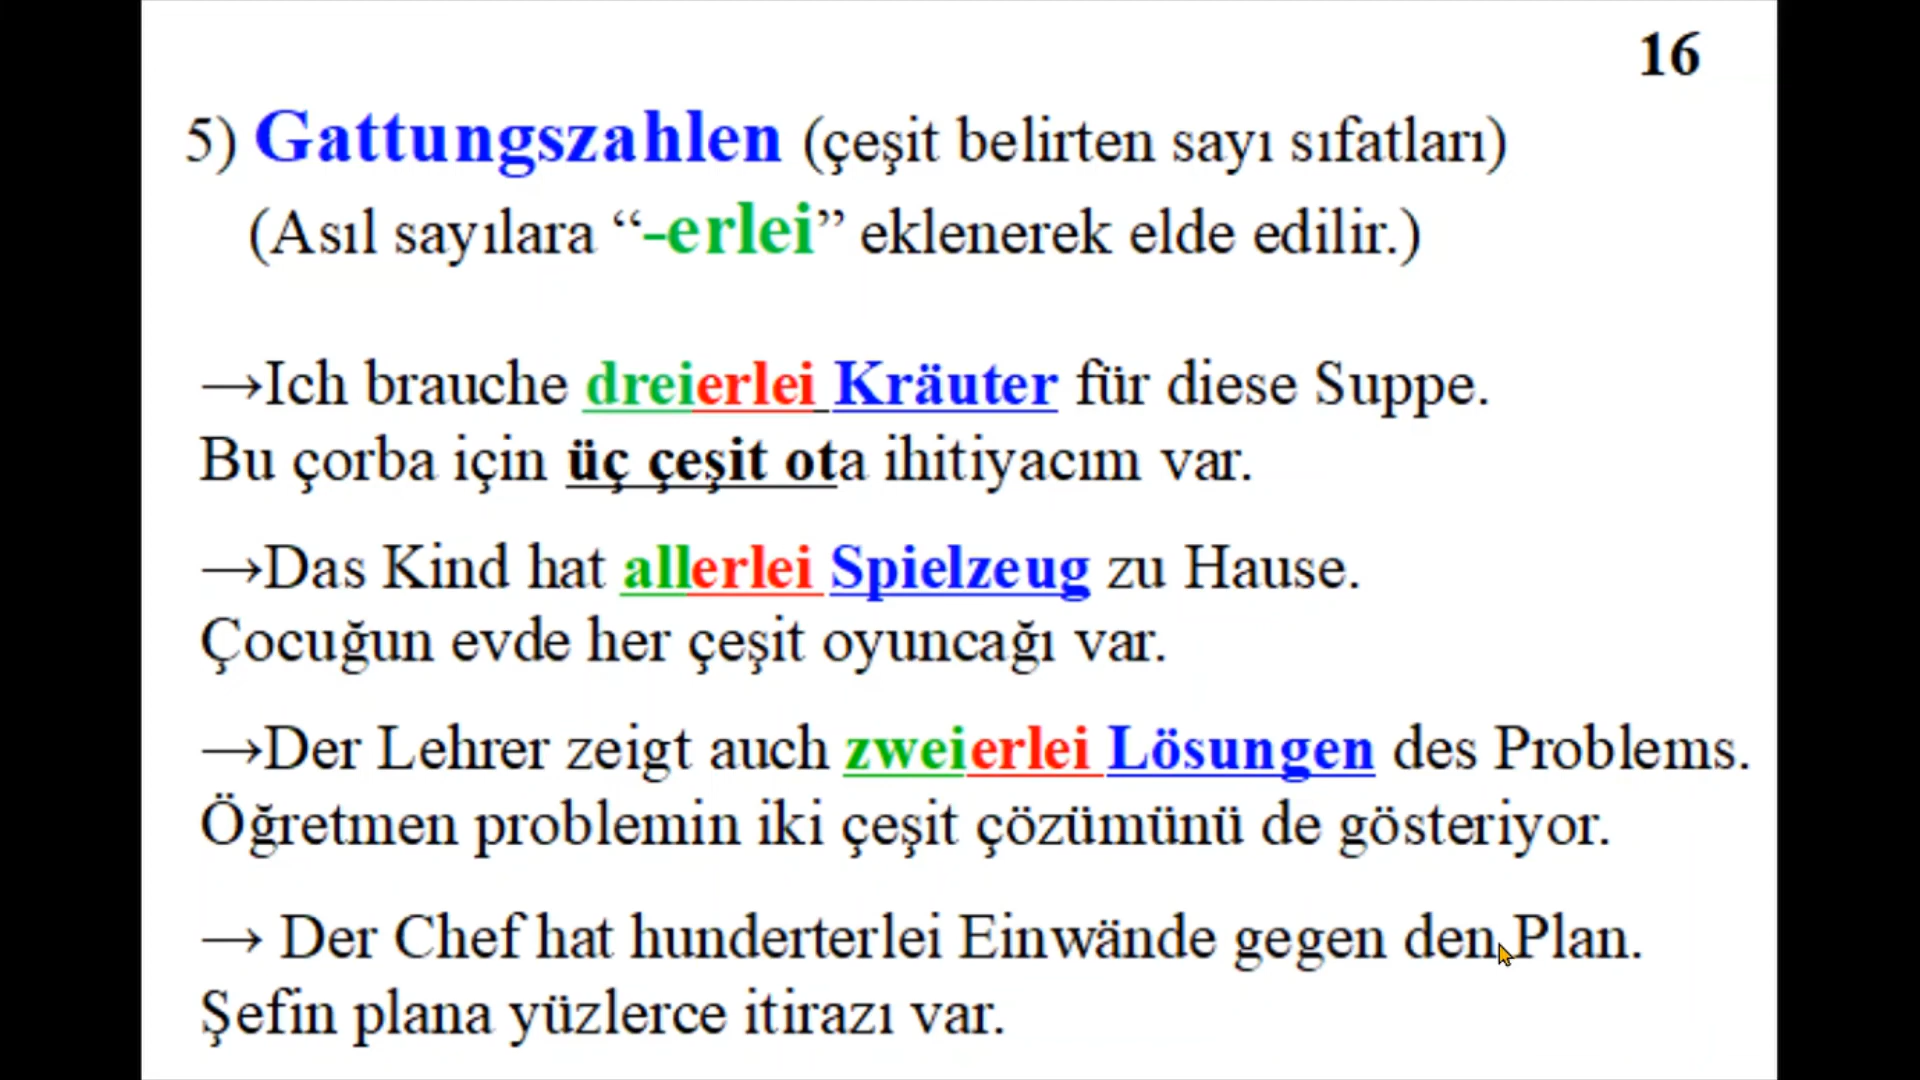 16
5) Gattungszahlen (çeşit belirten sayı sıfatları)
(Asıl sayılara “-erlei” eklenerek elde edilir.)
→Ich brauche dreierlei Kräuter für diese Suppe.
Bu çorba için üç çeşit ota ihitiyacım var.
→Das Kind hat allerlei Spielzeug zu Hause.
Çocuğun evde her çeşit oyuncağı var.
→Der Lehrer zeigt auch zweierlei Lösungen des Problems.
Öğretmen problemin iki çeşit çözümünü de gösteriyor.
→ Der Chef hat hunderterlei Einwände gegen den Plan.
Şefin plana yüzlerce itirazı var.